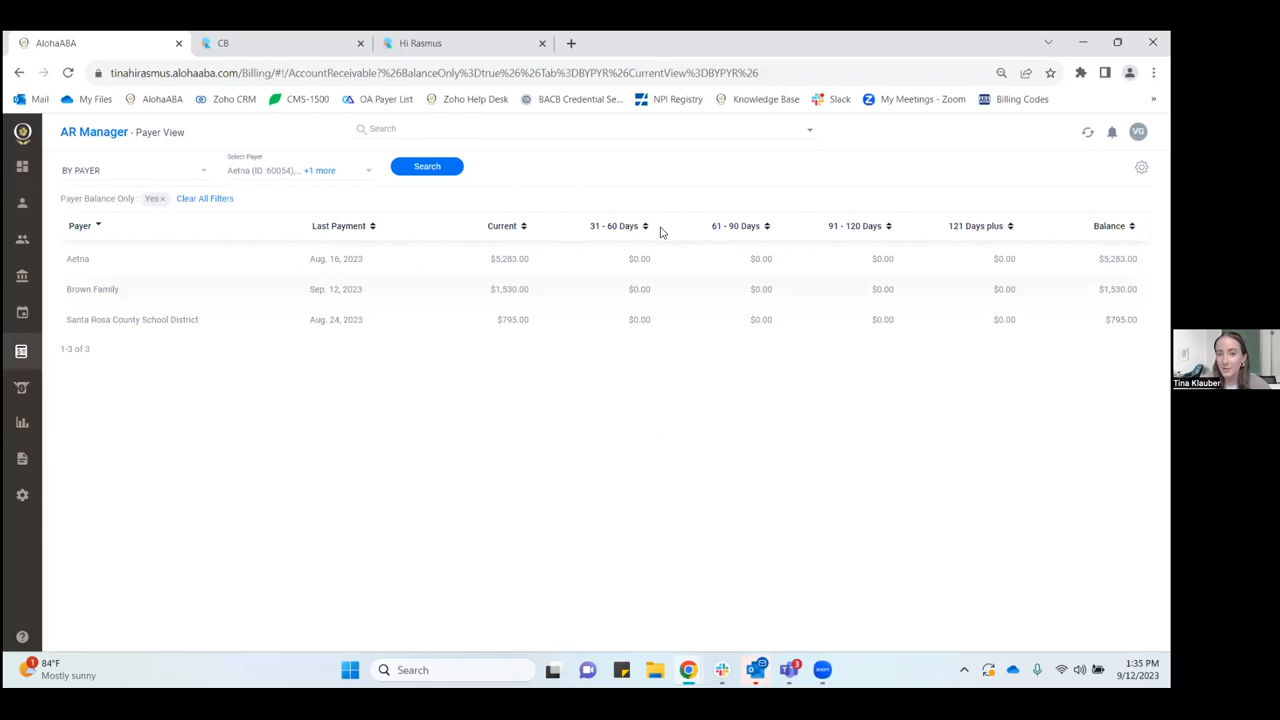 AlohaABA
CB
Hi Rasmus
tinahirasmus.alohaaba.com/Billing/#!/AccountReceivable?%26BalanceOnly%3Dtrue%26%26Tab%3DBYPYR%26CurrentView%3DBYPYR%26
Mail My Files AlohaABA Zoho CRM CMS-1500 OA Payer List Zoho Help Desk BACB Credential Se... NPI Registry Knowledge Base Slack My Meetings - Zoom Billing Codes »
AR Manager - Payer View
Search
VG
Select Payer
BY PAYER
Aetna (ID :60054),... +1 more
Search
Payer Balance Only : Yes× Clear All Filters
Payer Last Payment Current 31 - 60 Days 61 - 90 Days 91 - 120 Days 121 Days plus Balance
Aetna Aug. 16, 2023 $5,283.00 $0.00 $0.00 $0.00 $0.00 $5,283.00
Brown Family Sep. 12, 2023 $1,530.00 $0.00 $0.00 $0.00 $0.00 $1,530.00
Santa Rosa County School District Aug. 24, 2023 $795.00 $0.00 $0.00 $0.00 $0.00 $795.00
1-3 of 3
Tina Klauber
1
84°F
Mostly sunny
Search
zoom
3
1:35 PM
9/12/2023